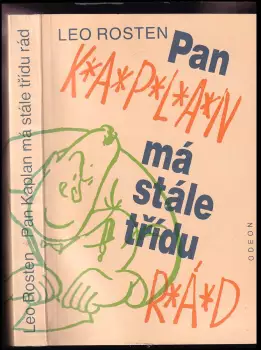 Leo Rosten Pan Kaplan má stále třídu rád
LEO ROSTEN
Pan
K*A*P*L*A*N
má
stále
třídu
R*Á*D
ODEON